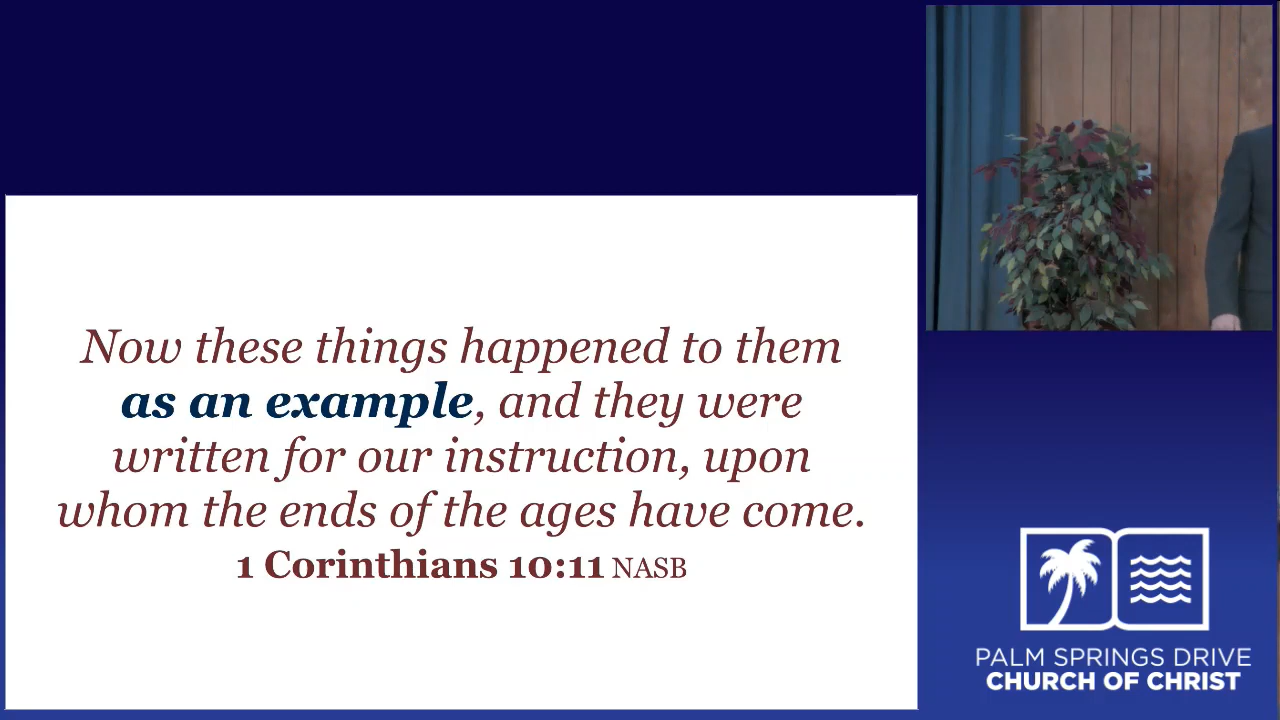 Now these things happened to them
as an example, and they were
written for our instruction, upon
whom the ends of the ages have come.
1 Corinthians 10:11 NASB
PALM SPRINGS DRIVE
CHURCH OF CHRIST